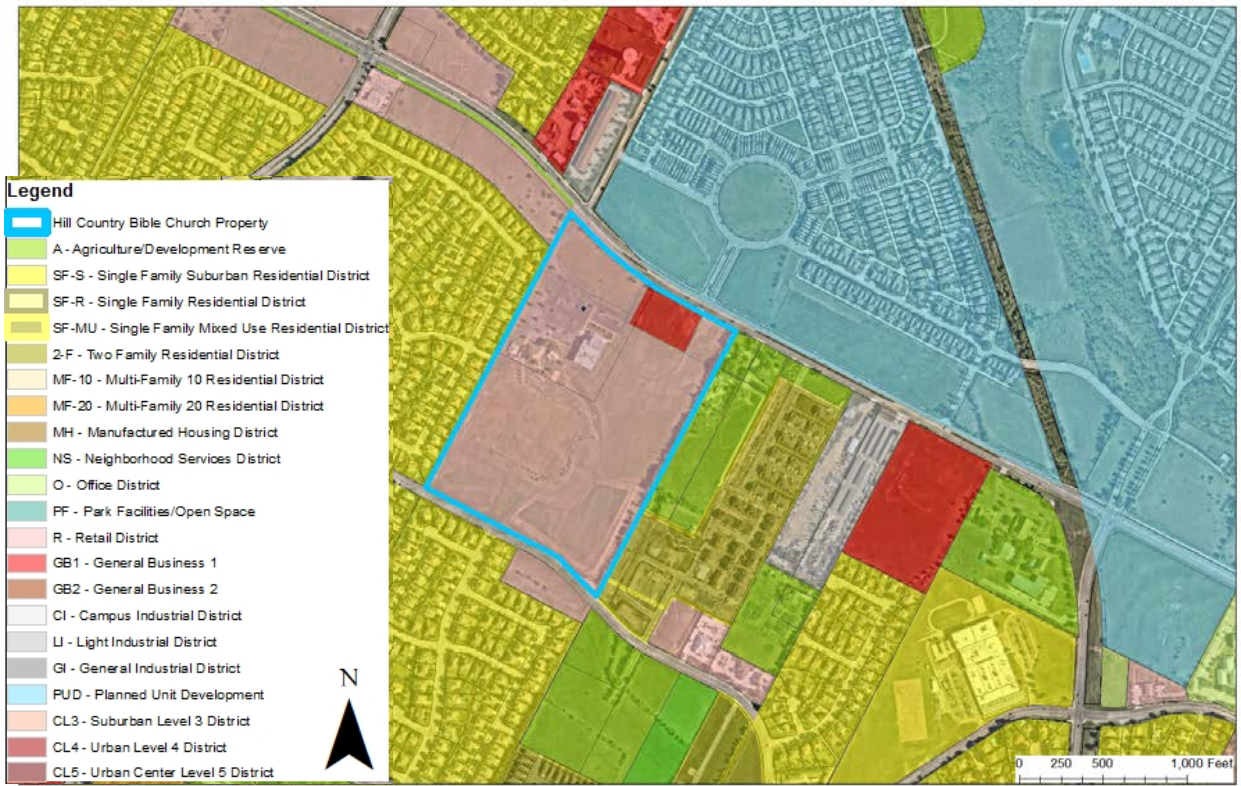 Legend
Hill Country Bible Church Property
A - Agriculture/Development Reserve
SF-S - Single Family Suburban Residential District
SF-R - Single Family Residential District
SF-MU - Single Family Mixed Use Residential District
2-F - Two Family Residential District
MF-10 - Multi-Family 10 Residential District
MF-20 - Multi-Family 20 Residential District
MH - Manufactured Housing District
NS - Neighborhood Services District
O - Office District
PF - Park Facilities/Open Space
R - Retail District
GB1 - General Business 1
GB2 - General Business 2
CI - Campus Industrial District
LI - Light Industrial District
GI - General Industrial District
PUD - Planned Unit Development
CL3 - Suburban Level 3 District
CL4 - Urban Level 4 District
CL5 - Urban Center Level 5 District
N
0 250 500 1,000 Feet